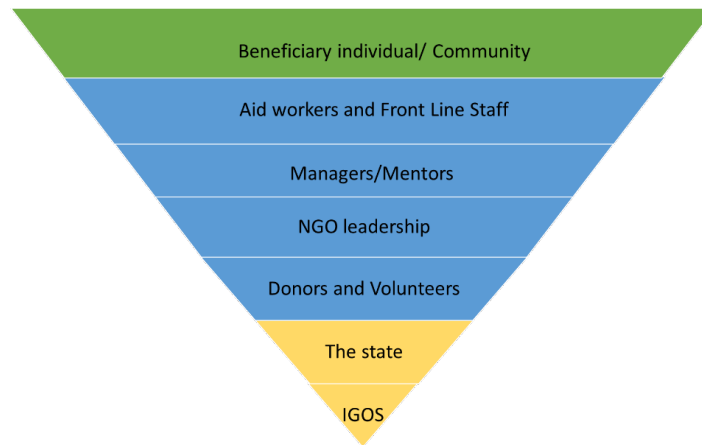 Beneficiary individual/ Community
Aid workers and Front Line Staff
Managers/Mentors
NGO leadership
Donors and Volunteers
The state
IGOS